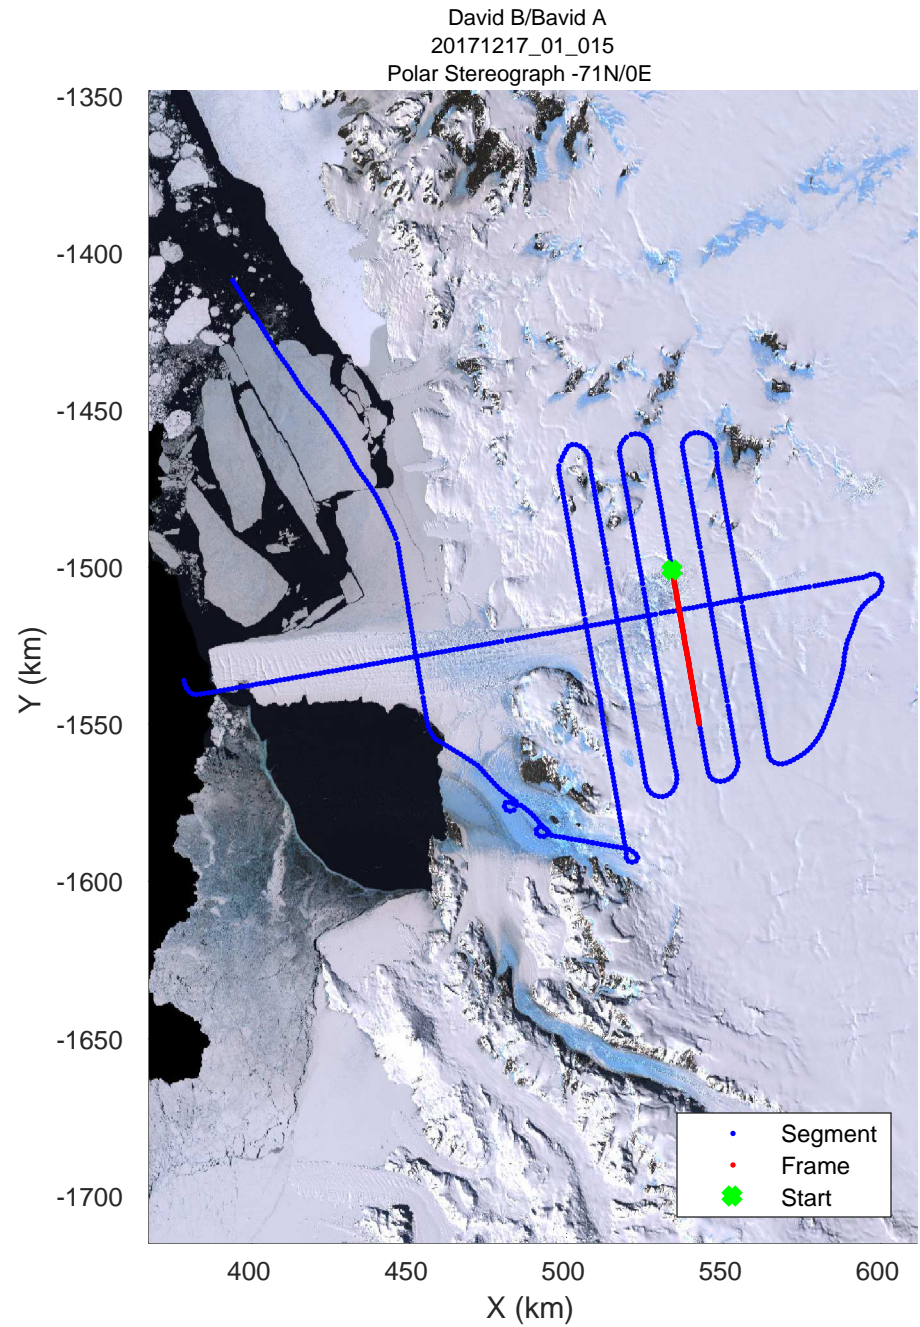 David B/Bavid A
20171217_01_015
Polar Stereograph -71N/0E
-1350
-1400
-1450
-1500
-1550
-1600
-1650
-1700
Y (km)
400 450 500 550 600
X (km)
Segment
Frame
Start